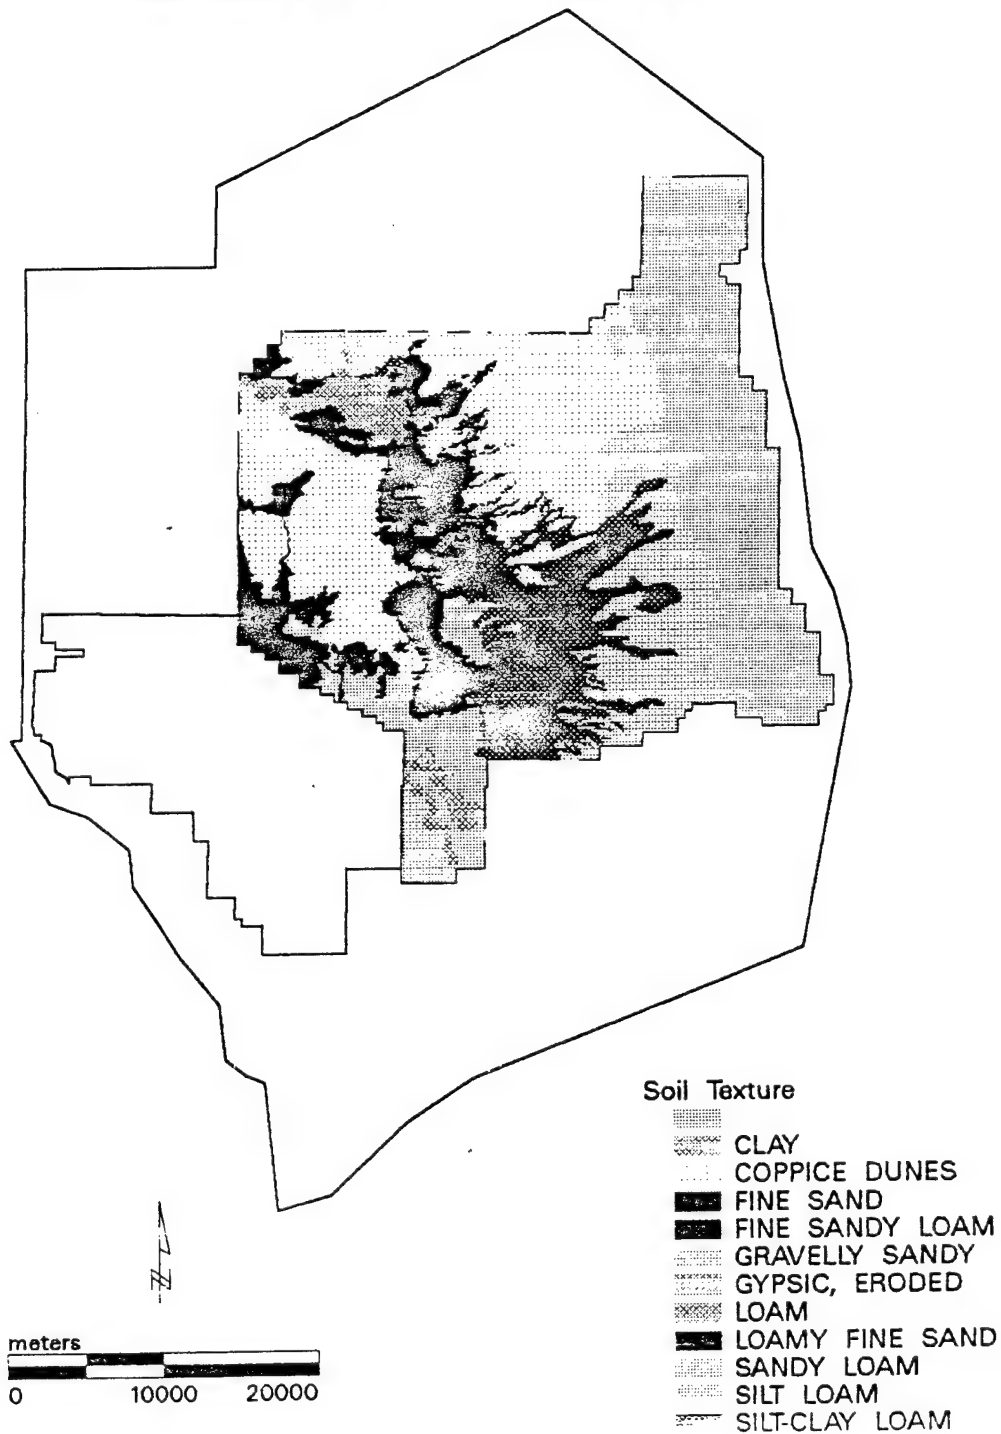 Soil Texture
CLAY
COPPICE DUNES
FINE SAND
FINE SANDY LOAM
GRAVELLY SANDY
GYPSIC, ERODED
LOAM
LOAMY FINE SAND
SANDY LOAM
SILT LOAM
SILT-CLAY LOAM
meters
0 10000 20000